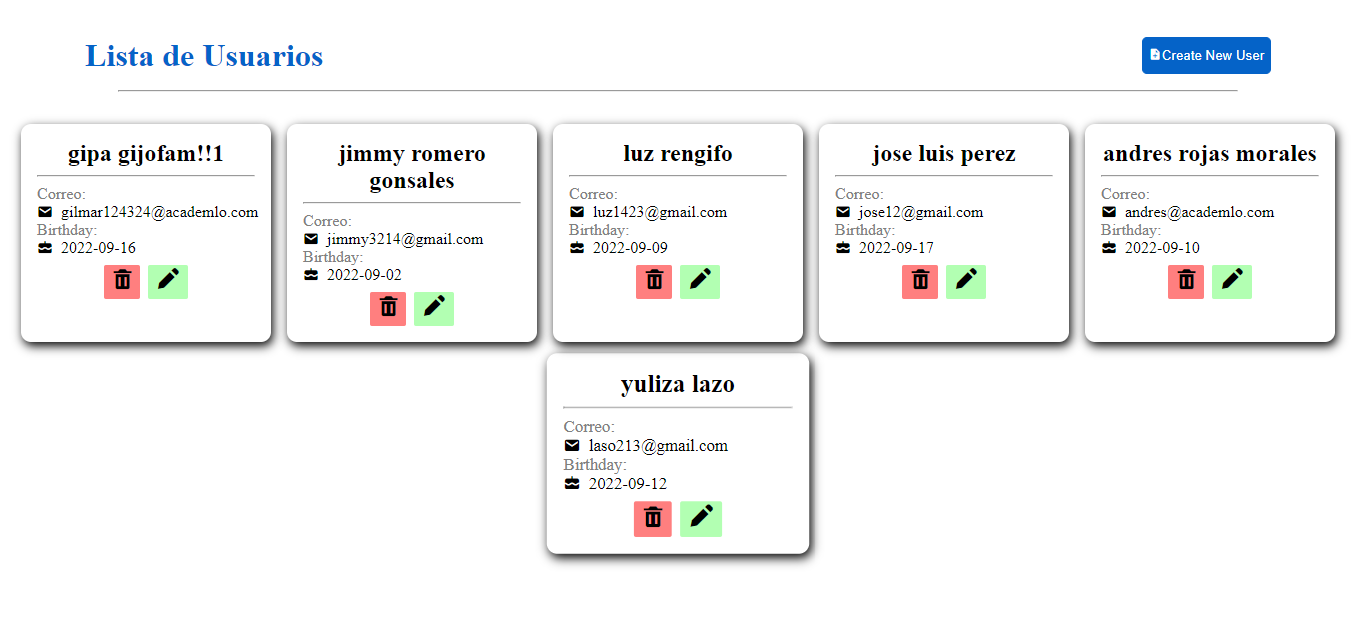 Lista de Usuarios
Create New User
gipa gijofam!!1
Correo:
gilmar124324@academlo.com
Birthday:
2022-09-16
jimmy romero
gonsales
Correo:
jimmy3214@gmail.com
Birthday:
2022-09-02
luz rengifo
Correo:
luz1423@gmail.com
Birthday:
2022-09-09
jose luis perez
Correo:
jose12@gmail.com
Birthday:
2022-09-17
andres rojas morales
Correo:
andres@academlo.com
Birthday:
2022-09-10
yuliza lazo
Correo:
laso213@gmail.com
Birthday:
2022-09-12